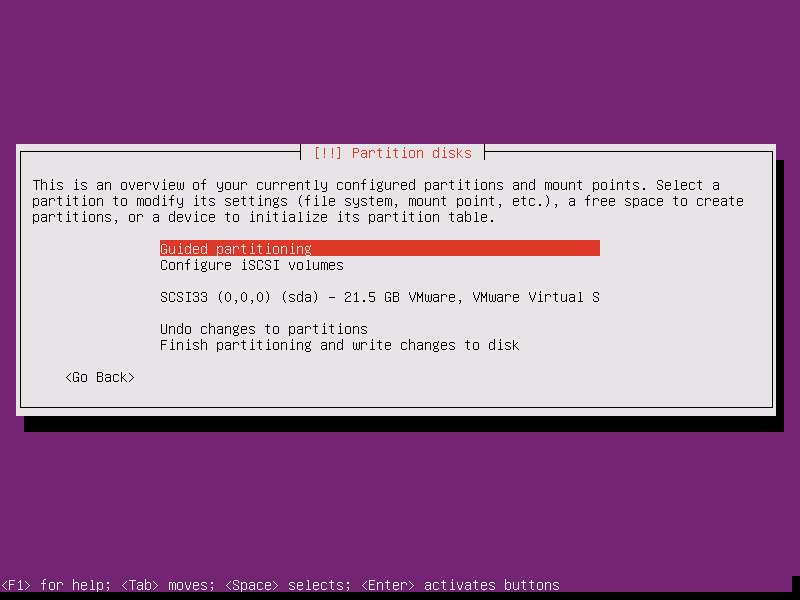 [!!] Partition disks
This is an overview of your currently configured partitions and mount points. Select a
partition to modify its settings (file system, mount point, etc.), a free space to create
partitions, or a device to initialize its partition table.
Guided partitioning
Configure iSCSI volumes
SCSI33 (0,0,0) (sda) – 21.5 GB VMware, VMware Virtual S
Undo changes to partitions
Finish partitioning and write changes to disk
<Go Back>
<F1> for help; <Tab> moves; <Space> selects; <Enter> activates buttons